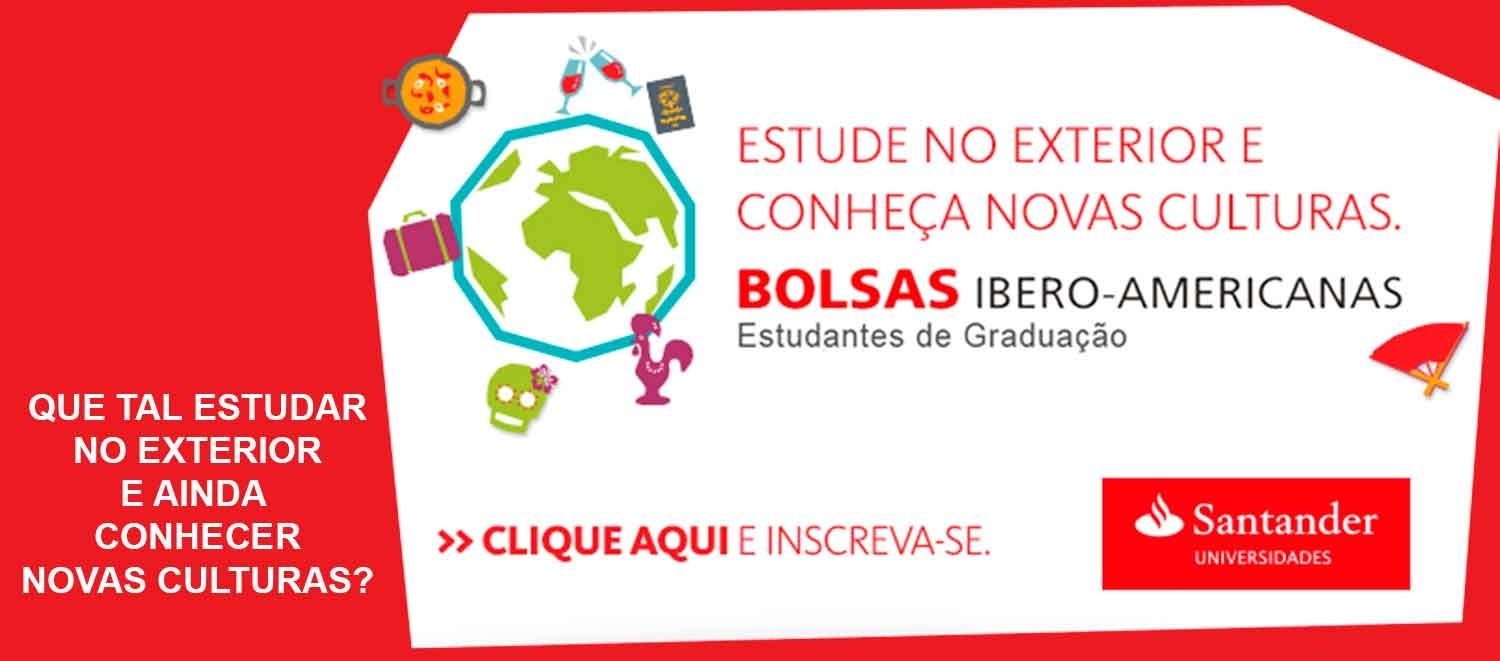 QUE TAL ESTUDAR
NO EXTERIOR
E AINDA
CONHECER
NOVAS CULTURAS?
ESTUDE NO EXTERIOR E
CONHEÇA NOVAS CULTURAS.
BOLSAS IBERO-AMERICANAS
Estudantes de Graduação
>> CLIQUE AQUI E INSCREVA-SE.
Santander
UNIVERSIDADES